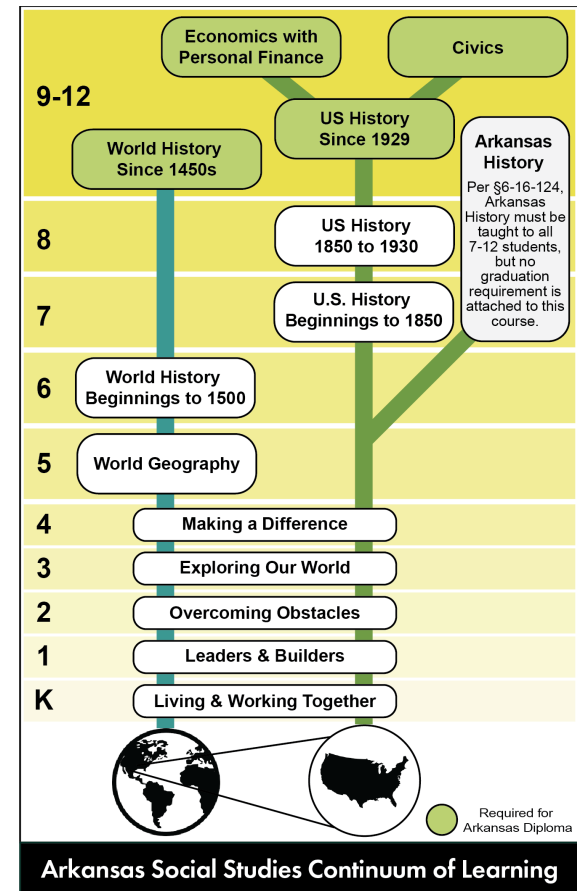 Economics with
Personal Finance
Civics
9-12
US History
Since 1929
World History
Since 1450s
Arkansas
History
Per §6-16-124,
Arkansas
History must be
taught to all
7-12 students,
but no
graduation
requirement is
attached to this
course.
8
US History
1850 to 1930
7
U.S. History
Beginnings to 1850
6
World History
Beginnings to 1500
5
World Geography
4
Making a Difference
3
Exploring Our World
2
Overcoming Obstacles
1
Leaders & Builders
K
Living & Working Together
Required for
Arkansas Diploma
Arkansas Social Studies Continuum of Learning